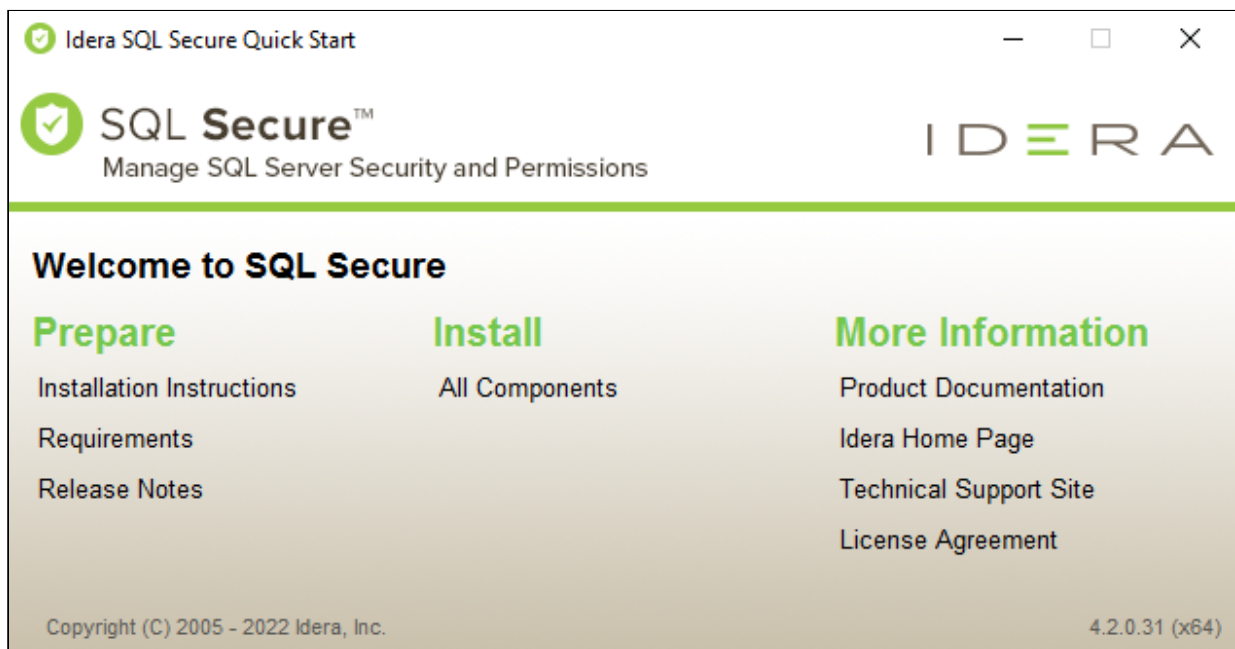 Idera SQL Secure Quick Start
SQL Secure™
Manage SQL Server Security and Permissions
IDERA
Welcome to SQL Secure
Prepare
Installation Instructions
Requirements
Release Notes
Install
All Components
More Information
Product Documentation
Idera Home Page
Technical Support Site
License Agreement
Copyright (C) 2005 - 2022 Idera, Inc.
4.2.0.31 (x64)